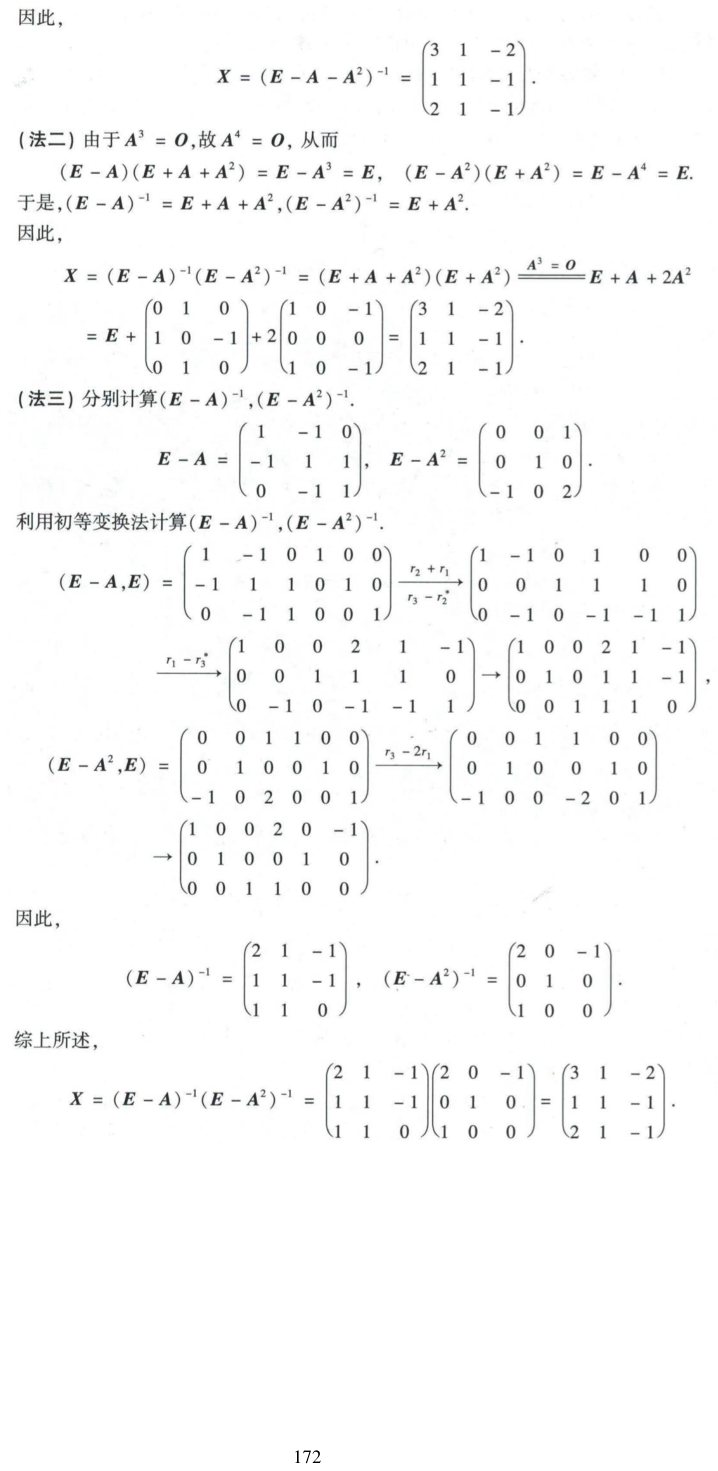 因此，
X = (E - A - A²)⁻¹ = (3 1 -2; 1 1 -1; 2 1 -1).
(法二) 由于 A³ = O,故 A⁴ = O, 从而
(E - A)(E + A + A²) = E - A³ = E, (E - A²)(E + A²) = E - A⁴ = E.
于是,(E - A)⁻¹ = E + A + A²,(E - A²)⁻¹ = E + A².
因此，
X = (E - A)⁻¹(E - A²)⁻¹ = (E + A + A²)(E + A²) \xlongequal{A³ = O} E + A + 2A²
= E + (0 1 0; 1 0 -1; 0 1 0) + 2(1 0 -1; 0 0 0; 1 0 -1) = (3 1 -2; 1 1 -1; 2 1 -1).
(法三) 分别计算(E - A)⁻¹,(E - A²)⁻¹.
E - A = (1 -1 0; -1 1 1; 0 -1 1), E - A² = (0 0 1; 0 1 0; -1 0 2).
利用初等变换法计算(E - A)⁻¹,(E - A²)⁻¹.
(E - A,E) = (1 -1 0 1 0 0; -1 1 1 0 1 0; 0 -1 1 0 0 1) \xrightarrow[r₃ - r₂*]{r₂ + r₁} (1 -1 0 1 0 0; 0 0 1 1 1 0; 0 -1 0 -1 -1 1)
\xrightarrow{r₁ - r₃*} (1 0 0 2 1 -1; 0 0 1 1 1 0; 0 -1 0 -1 -1 1) → (1 0 0 2 1 -1; 0 1 0 1 1 -1; 0 0 1 1 1 0),
(E - A²,E) = (0 0 1 1 0 0; 0 1 0 0 1 0; -1 0 2 0 0 1) \xrightarrow{r₃ - 2r₁} (0 0 1 1 0 0; 0 1 0 0 1 0; -1 0 0 -2 0 1)
→ (1 0 0 2 0 -1; 0 1 0 0 1 0; 0 0 1 1 0 0).
因此，
(E - A)⁻¹ = (2 1 -1; 1 1 -1; 1 1 0), (E - A²)⁻¹ = (2 0 -1; 0 1 0; 1 0 0).
综上所述，
X = (E - A)⁻¹(E - A²)⁻¹ = (2 1 -1; 1 1 -1; 1 1 0)(2 0 -1; 0 1 0; 1 0 0) = (3 1 -2; 1 1 -1; 2 1 -1).
172